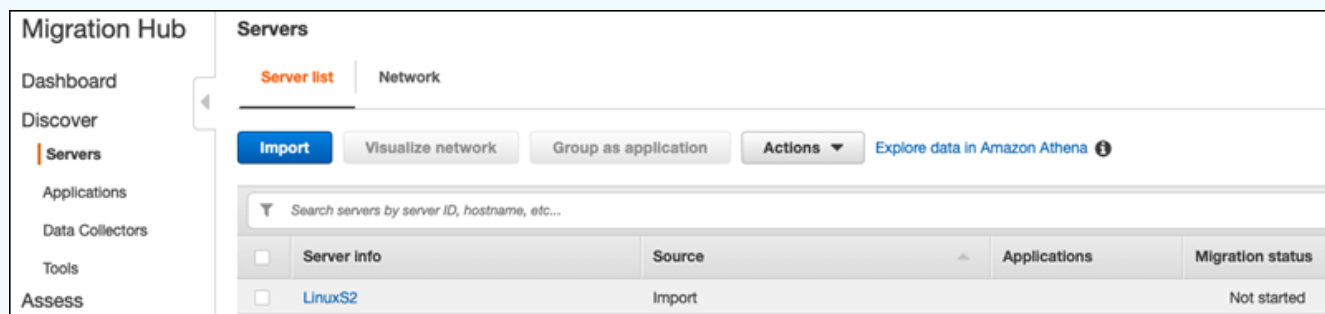 Migration Hub
Dashboard
Discover
Servers
Applications
Data Collectors
Tools
Assess
Servers
Server list Network
Import Visualize network Group as application Actions Explore data in Amazon Athena
Search servers by server ID, hostname, etc...
Server info Source Applications Migration status
LinuxS2 Import Not started